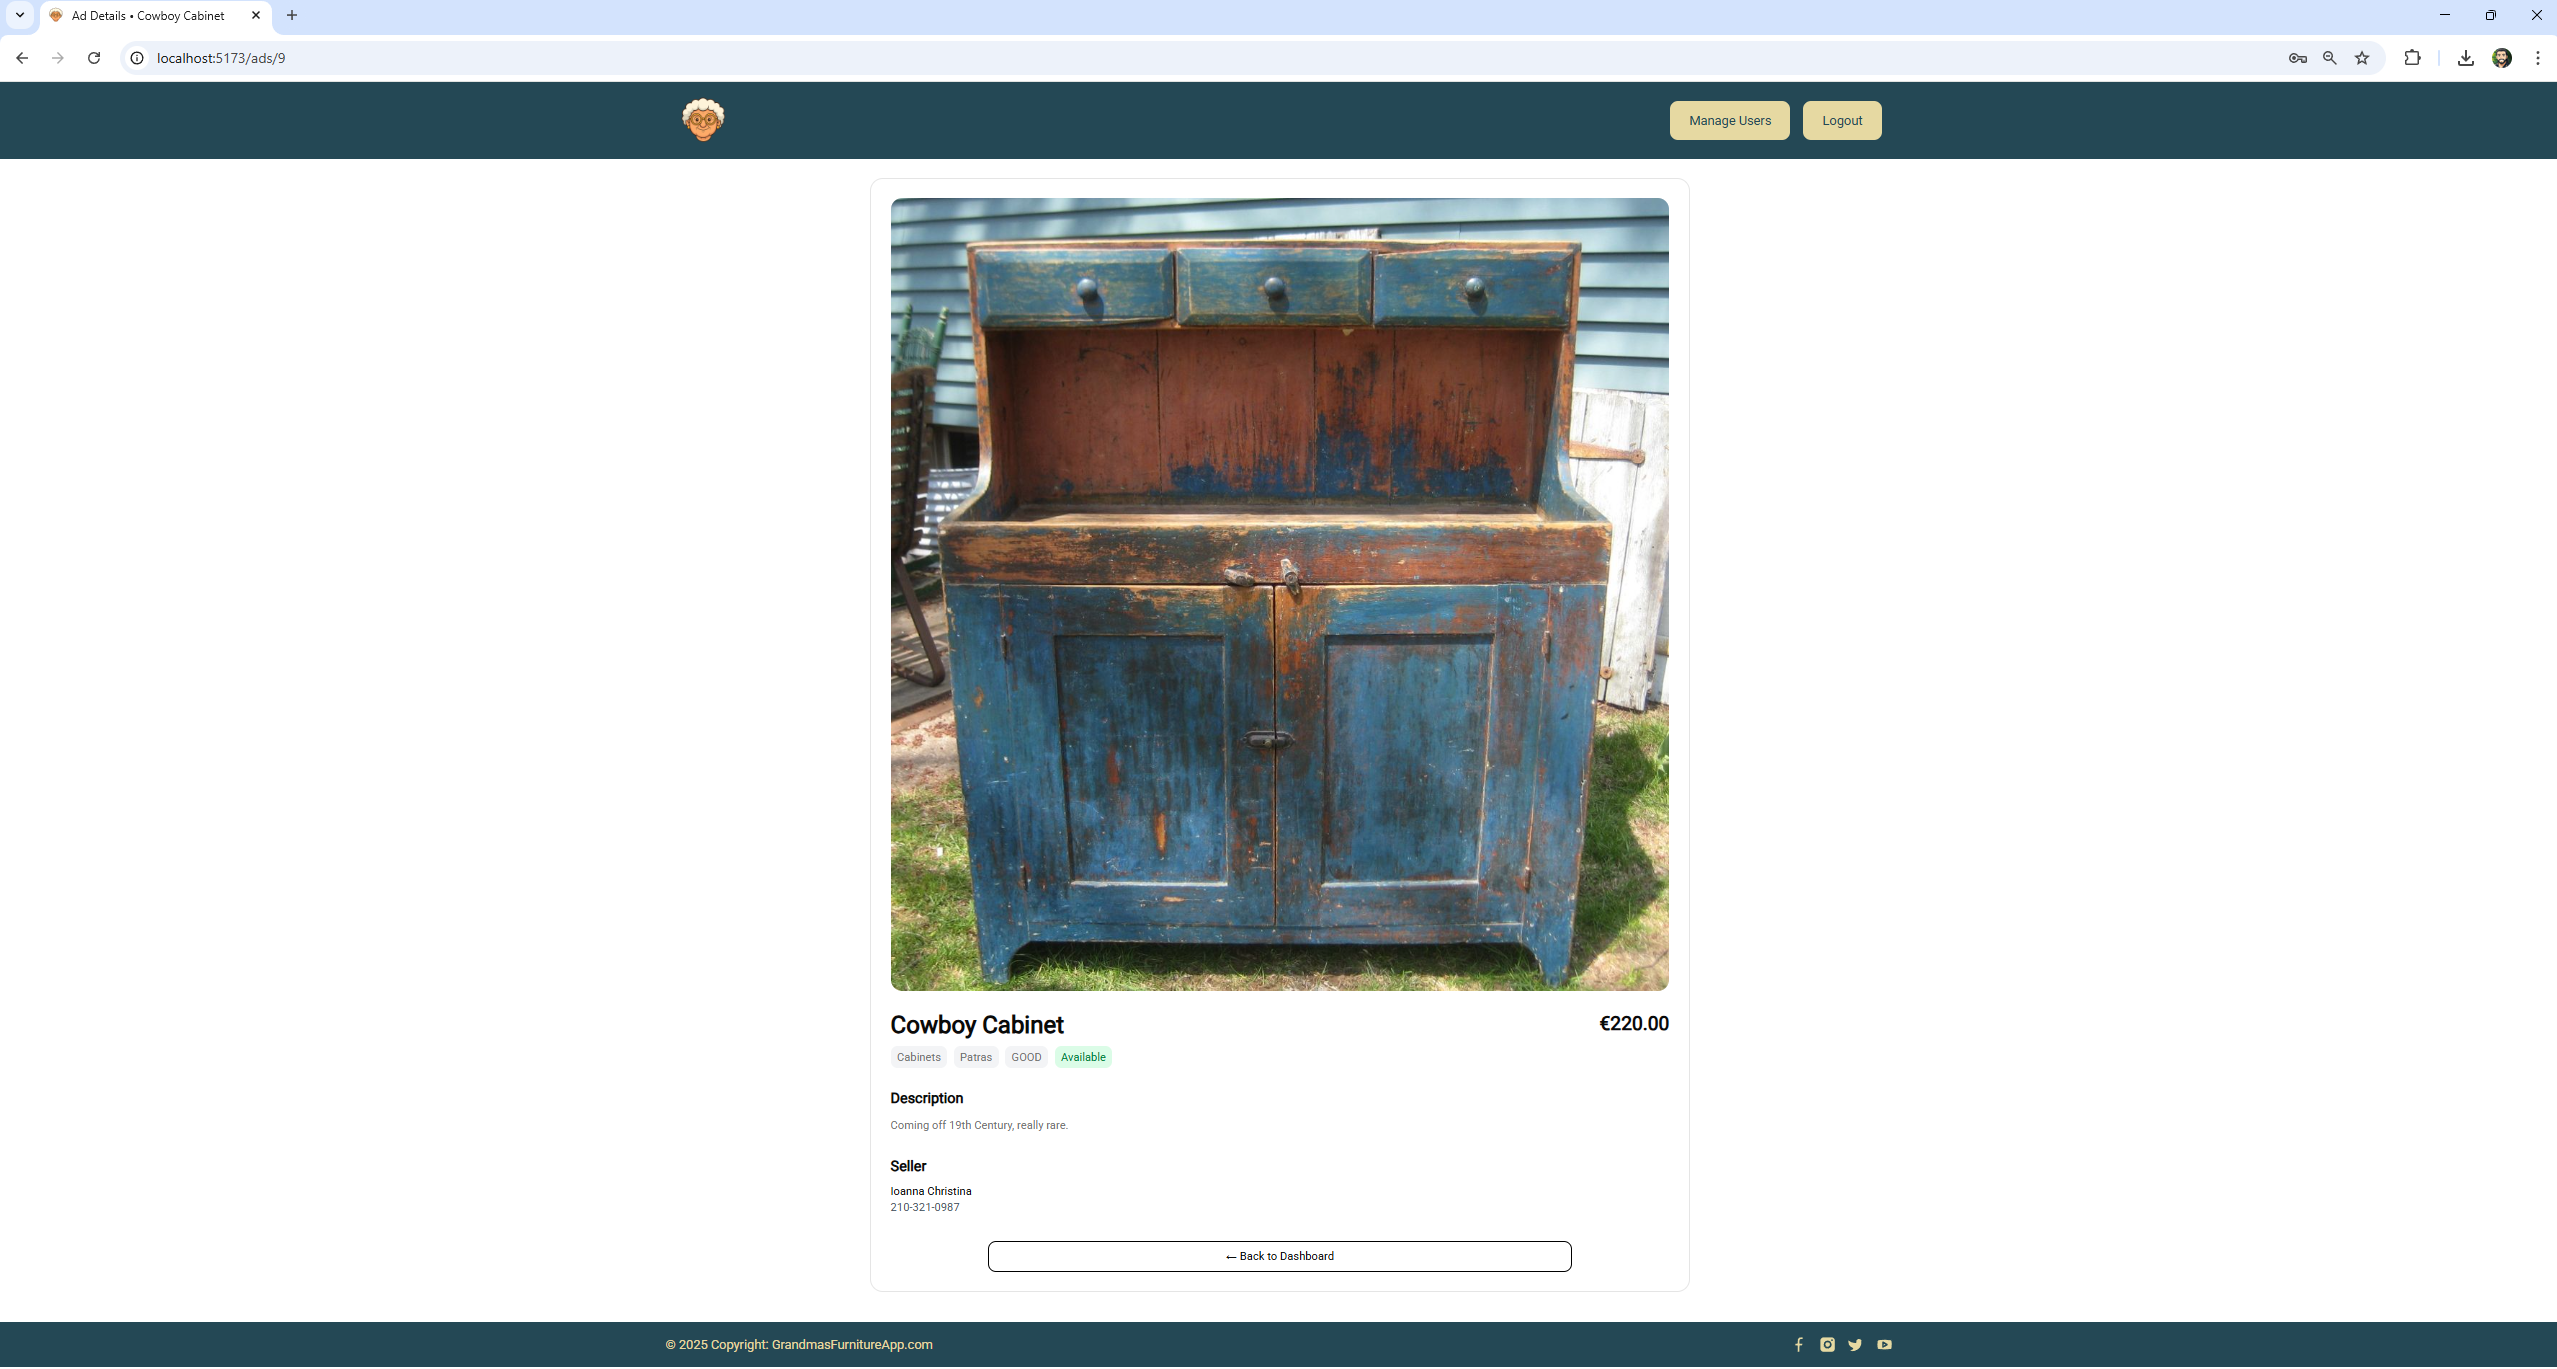 Ad Details • Cowboy Cabinet
localhost:5173/ads/9
Manage Users
Logout
Cowboy Cabinet
€220.00
Cabinets Patras GOOD Available
Description
Coming off 19th Century, really rare.
Seller
Ioanna Christina
210-321-0987
← Back to Dashboard
© 2025 Copyright: GrandmasFurnitureApp.com